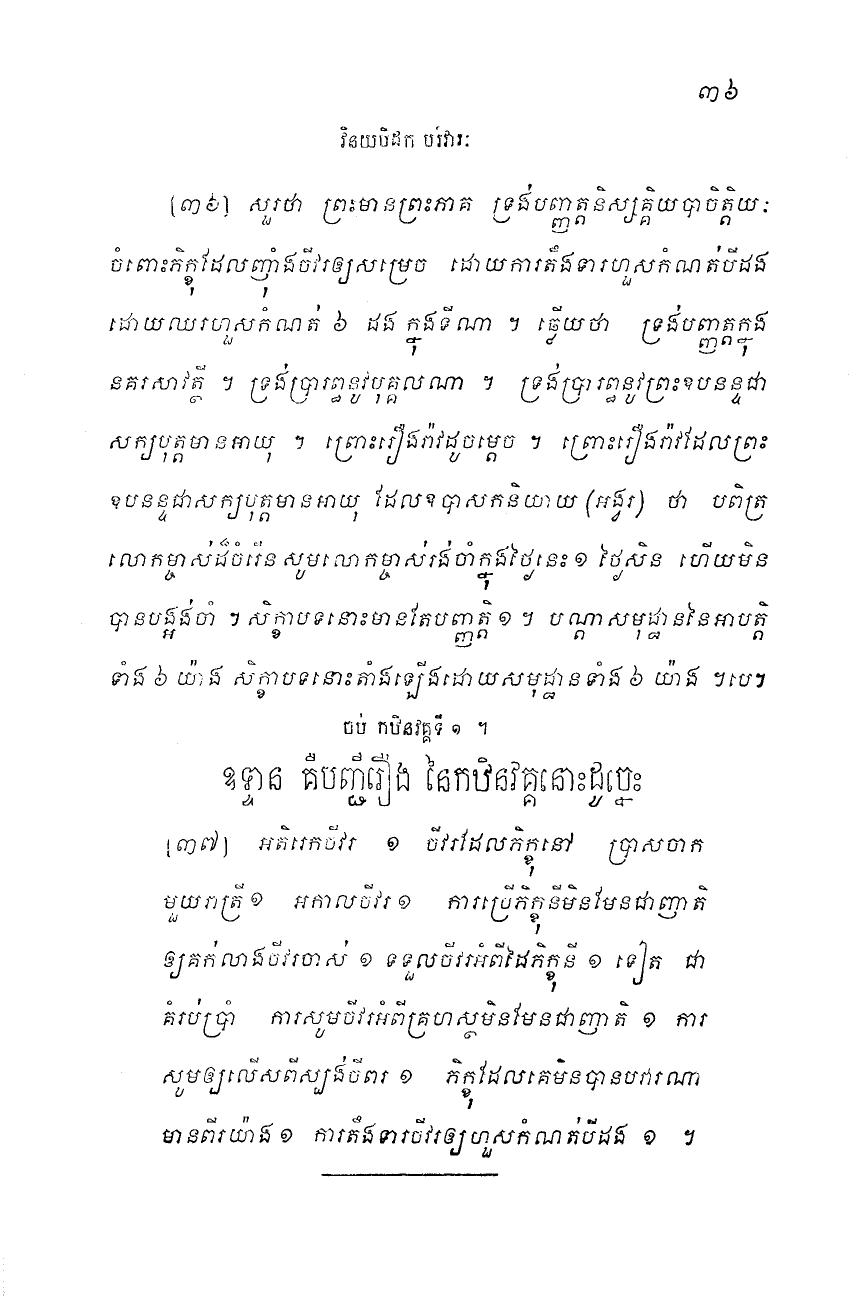 ៣៦
វិនយបិដក បរិវារៈ
[៣៦] សួរថា ព្រះមានព្រះភាគ ទ្រង់បញ្ញត្តនិស្សគ្គិយបាចិត្តិយៈ
ចំពោះភិក្ខុដែលញ៉ាំងចីវរឲ្យសម្រេច ដោយការតឹងទារហួសកំណត់បីដង
ដោយឈរហួសកំណត់ ៦ ដង ក្នុងទីណា ។ ឆ្លើយថា ទ្រង់បញ្ញត្តក្នុង
នគរសាវត្ថី ។ ទ្រង់ប្រារព្ធនូវបុគ្គលណា ។ ទ្រង់ប្រារព្ធនូវព្រះឧបនន្ទជា
សក្យបុត្តមានអាយុ ។ ព្រោះរឿងរ៉ាវដូចម្តេច ។ ព្រោះរឿងរ៉ាវដែលព្រះ
ឧបនន្ទជាសក្យបុត្តមានអាយុ ដែលឧបាសកនិយាយ (អង្វរ) ថា បពិត្រ
លោកម្ចាស់ដ៏ចំរើន សូមលោកម្ចាស់រង់ចាំក្នុងថ្ងៃនេះ ១ ថ្ងៃសិន ហើយមិន
បានបង្អង់ចាំ ។ សិក្ខាបទនោះមានតែបញ្ញត្តិ ១ ។ បណ្តាសមុដ្ឋាននៃអាបត្តិ
ទាំង ៦ យ៉ាង សិក្ខាបទនោះតាំងឡើងដោយសមុដ្ឋានទាំង ៦ យ៉ាង ។បេ។
ចប់ កឋិនវគ្គទី ១ ។
ឧទ្ទាន គឺបញ្ជីរឿង នៃកឋិនវគ្គនោះដូច្នេះ
[៣៧] អតិរេកចីវរ ១ ចីវរដែលភិក្ខុនៅ ប្រាសចាក
មួយរាត្រី ១ អកាលចីវរ ១ ការប្រើភិក្ខុនីមិនមែនជាញាតិ
ឲ្យគក់លាងចីវរចាស់ ១ ទទួលចីវរអំពីដៃភិក្ខុនី ១ ទៀត ជា
គំរប់ប្រាំ ការសូមចីវរអំពីគ្រហស្ថមិនមែនជាញាតិ ១ ការ
សូមឲ្យលើសពីស្បង់ចីពរ ១ ភិក្ខុដែលគេមិនបានបវារណា
មានពីរយ៉ាង ១ ការតឹងទារចីវរឲ្យហួសកំណត់បីដង ១ ។